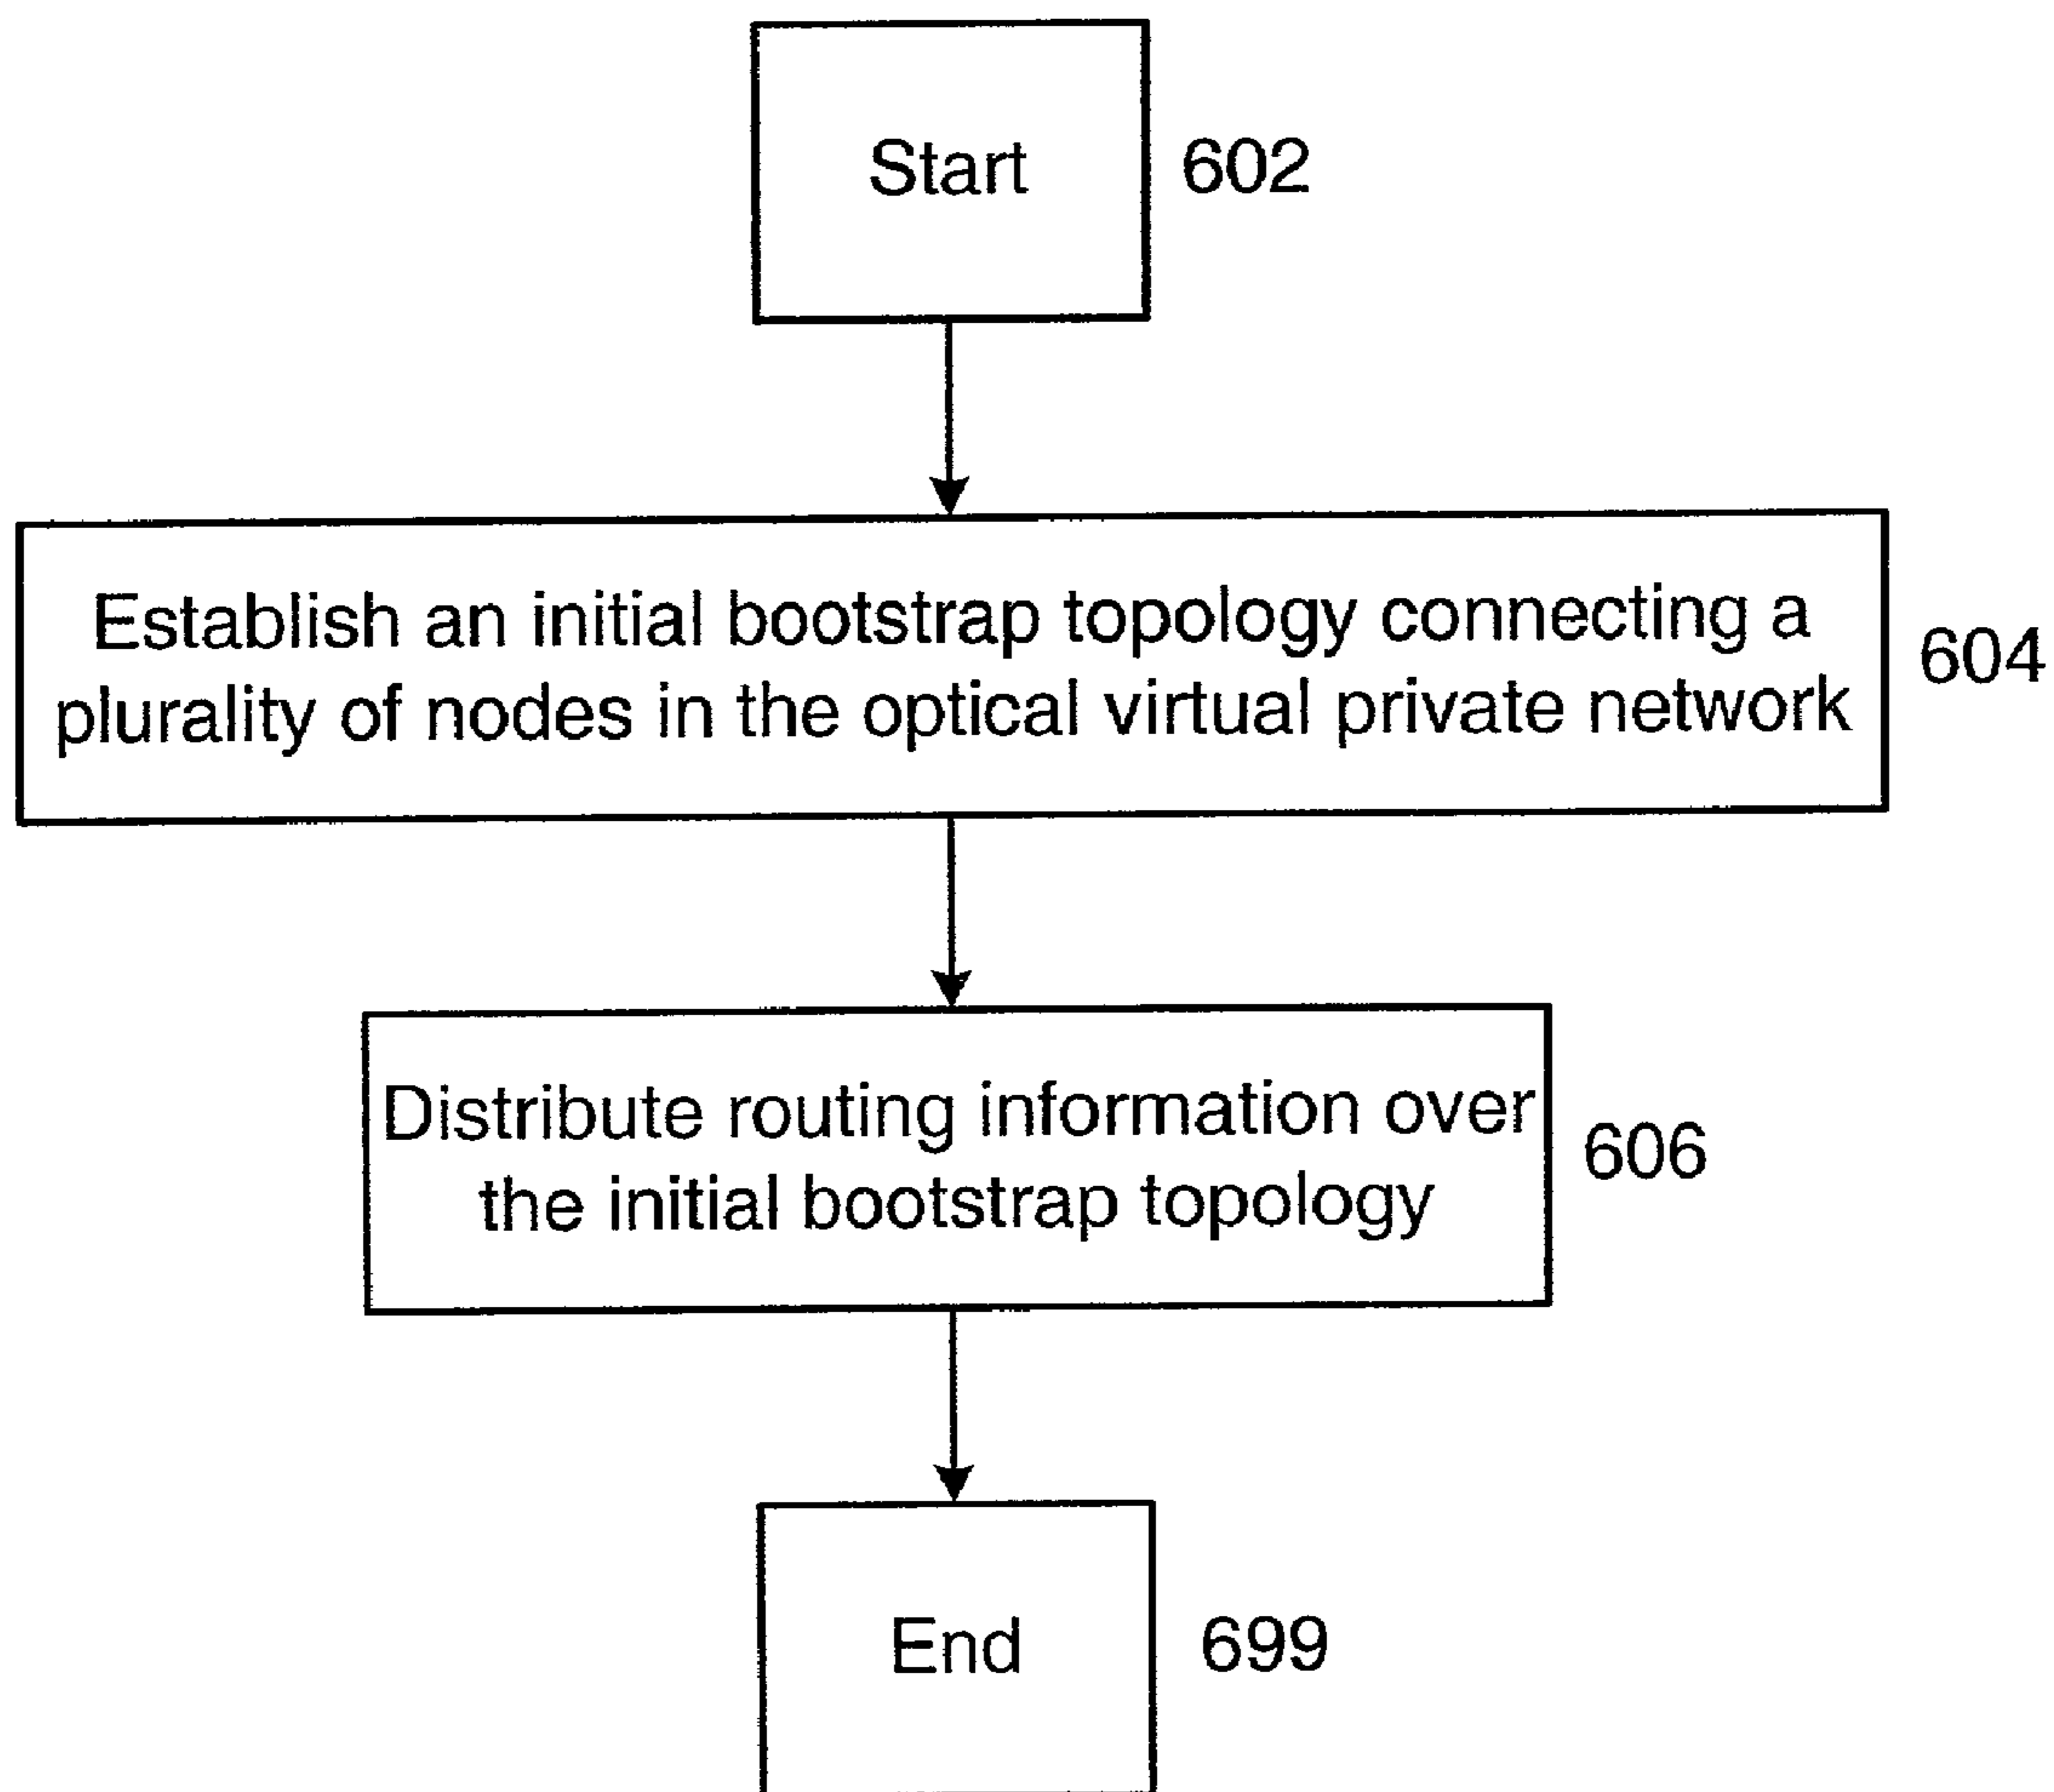 Start
602
Establish an initial bootstrap topology connecting a
plurality of nodes in the optical virtual private network
604
Distribute routing information over
the initial bootstrap topology
606
End
699